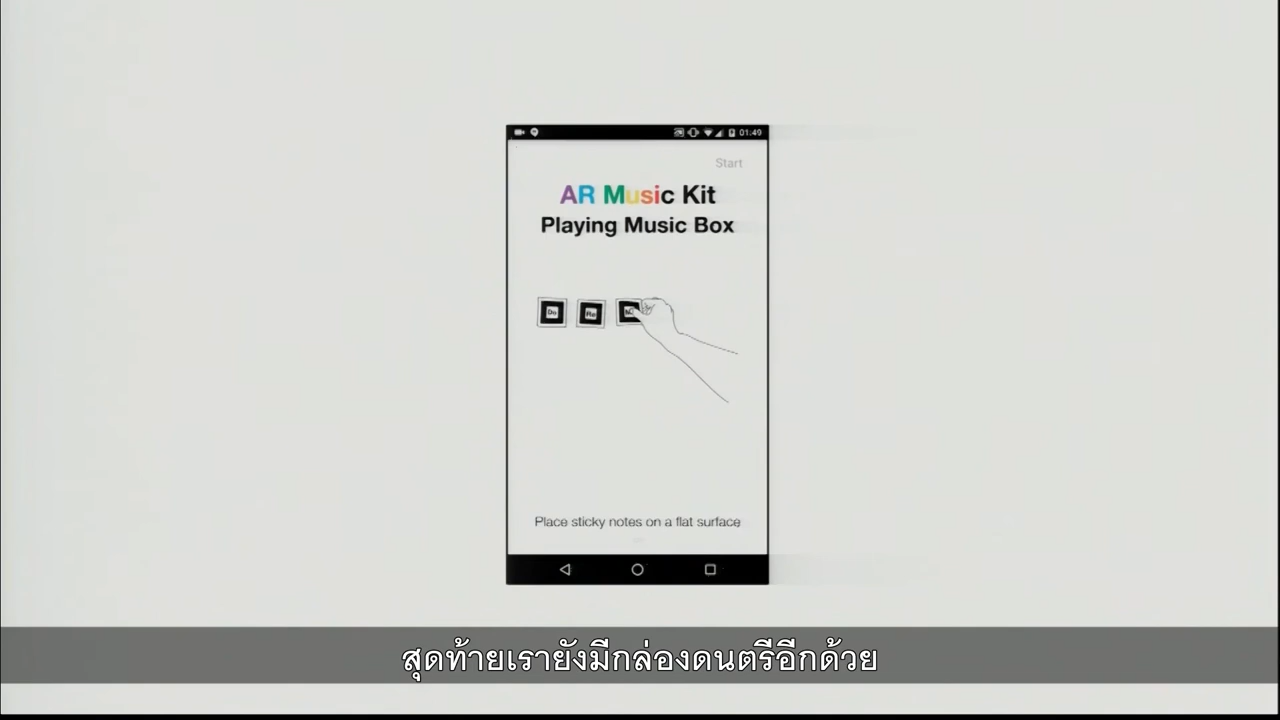 01:49
Start
AR Music Kit
Playing Music Box
Do Re
Place sticky notes on a flat surface
สุดท้ายเรายังมีกล่องดนตรีอีกด้วย